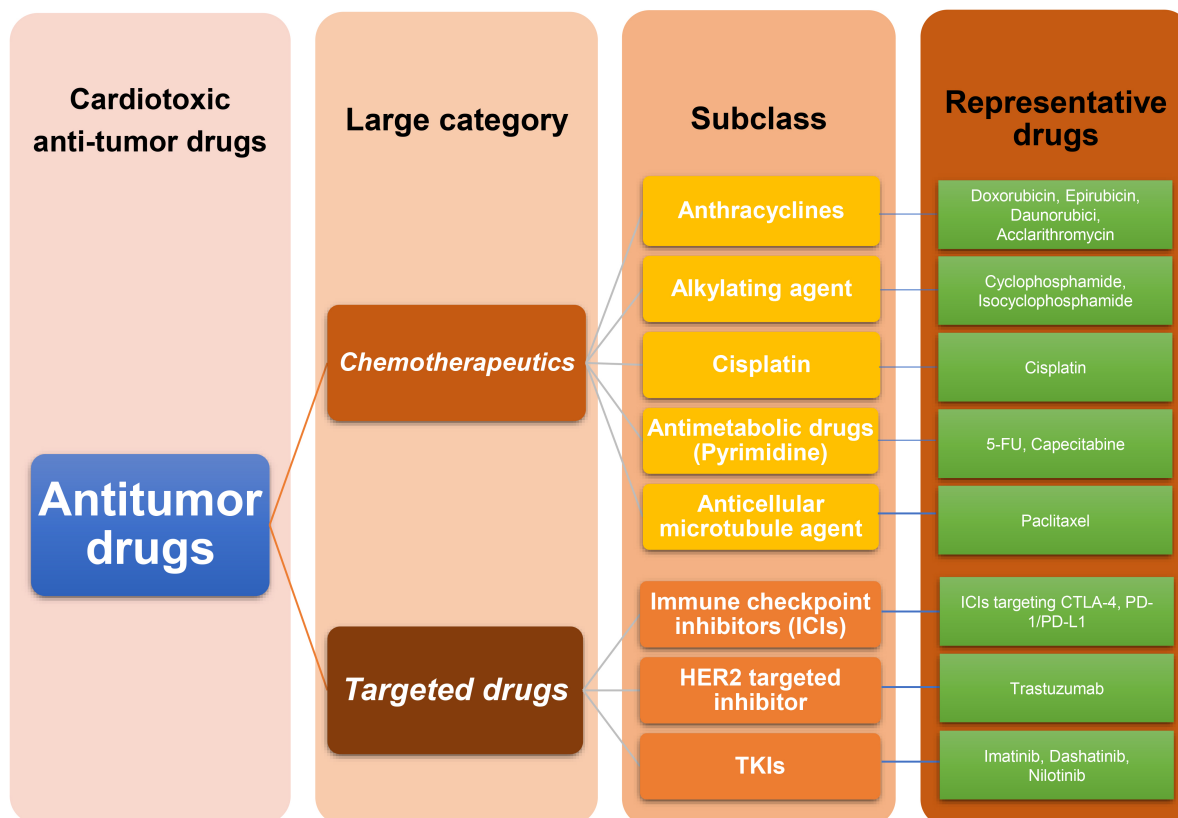 Cardiotoxic
anti-tumor drugs
Large category
Subclass
Representative
drugs
Antitumor
drugs
Chemotherapeutics
Targeted drugs
Anthracyclines
Alkylating agent
Cisplatin
Antimetabolic drugs
(Pyrimidine)
Anticellular
microtubule agent
Immune checkpoint
inhibitors (ICIs)
HER2 targeted
inhibitor
TKIs
Doxorubicin, Epirubicin,
Daunorubici,
Acclarithromycin
Cyclophosphamide,
Isocyclophosphamide
Cisplatin
5-FU, Capecitabine
Paclitaxel
ICIs targeting CTLA-4, PD-
1/PD-L1
Trastuzumab
Imatinib, Dashatinib,
Nilotinib